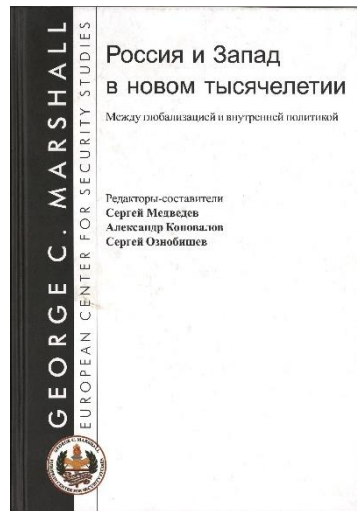 GEORGE C. MARSHALL
EUROPEAN CENTER FOR SECURITY STUDIES
Россия и Запад
в новом тысячелетии
Между глобализацией и внутренней политикой
Редакторы-составители
Сергей Медведев
Александр Коновалов
Сергей Ознобищев